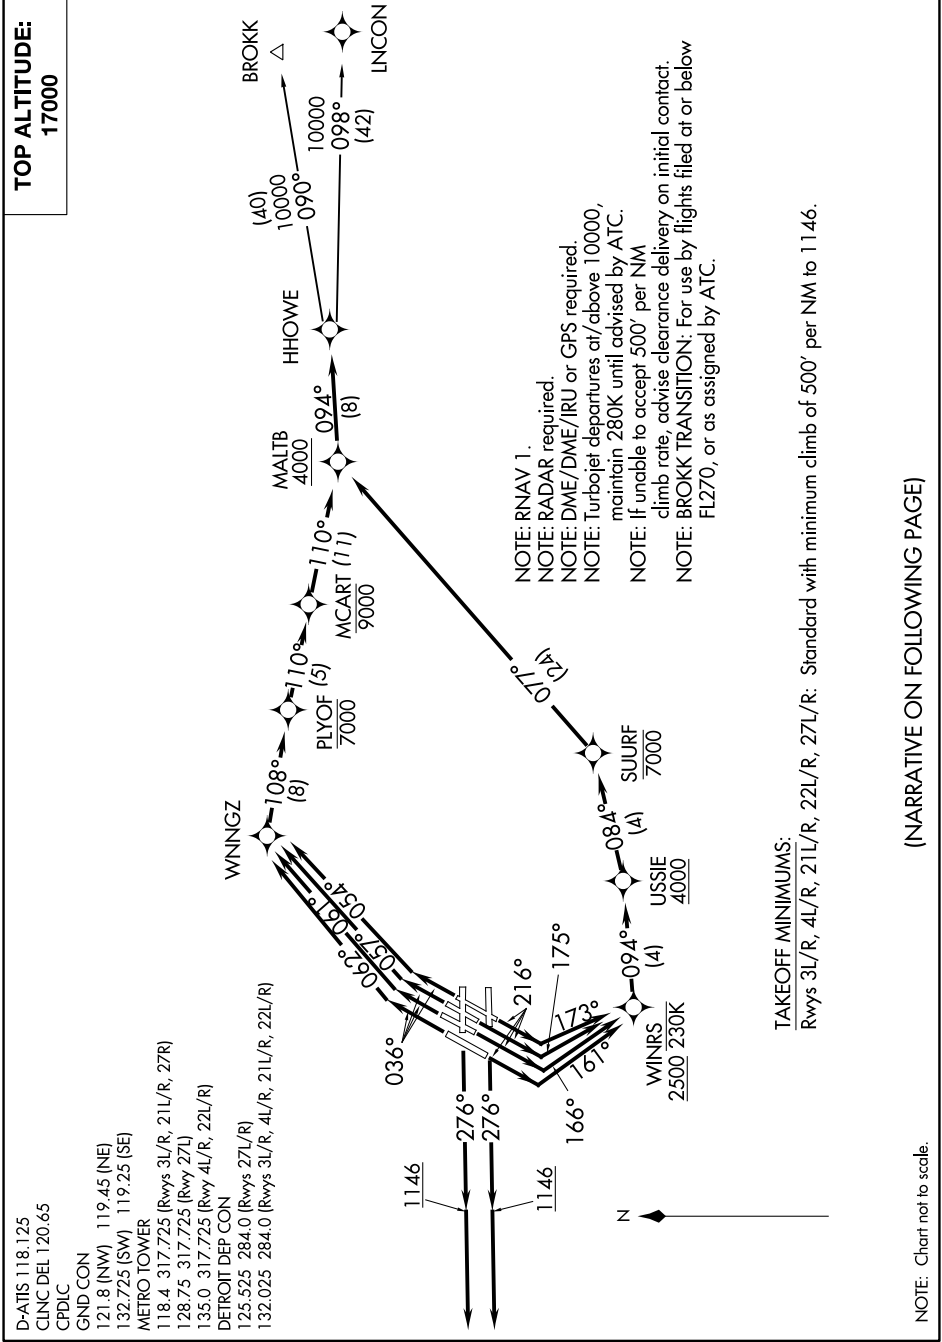 TOP ALTITUDE:
17000
D-ATIS 118.125
CLNC DEL 120.65
CPDLC
GND CON
121.8 (NW) 119.45 (NE)
132.725 (SW) 119.25 (SE)
METRO TOWER
118.4 317.725 (Rwys 3L/R, 21L/R, 27R)
128.75 317.725 (Rwy 27L)
135.0 317.725 (Rwy 4L/R, 22L/R)
DETROIT DEP CON
125.525 284.0 (Rwys 27L/R)
132.025 284.0 (Rwys 3L/R, 4L/R, 21L/R, 22L/R)
BROKK
LNCON
(40)
10000
090°
10000
098°
(42)
HHOWE
094°
(8)
MALTB
4000
110°
(11)
MCART
9000
110°
(5)
PLYOF
7000
108°
(8)
WNNGZ
062°
061°
057°
054°
036°
216°
175°
173°
161°
166°
276°
276°
1146
1146
WINRS
2500 230K
094°
(4)
USSIE
4000
084°
(4)
SUURF
7000
077°
(24)
N
NOTE: RNAV 1.
NOTE: RADAR required.
NOTE: DME/DME/IRU or GPS required.
NOTE: Turbojet departures at/above 10000,
maintain 280K until advised by ATC.
NOTE: If unable to accept 500' per NM
climb rate, advise clearance delivery on initial contact.
NOTE: BROKK TRANSITION: For use by flights filed at or below
FL270, or as assigned by ATC.
TAKEOFF MINIMUMS:
Rwys 3L/R, 4L/R, 21L/R, 22L/R, 27L/R: Standard with minimum climb of 500' per NM to 1146.
(NARRATIVE ON FOLLOWING PAGE)
NOTE: Chart not to scale.